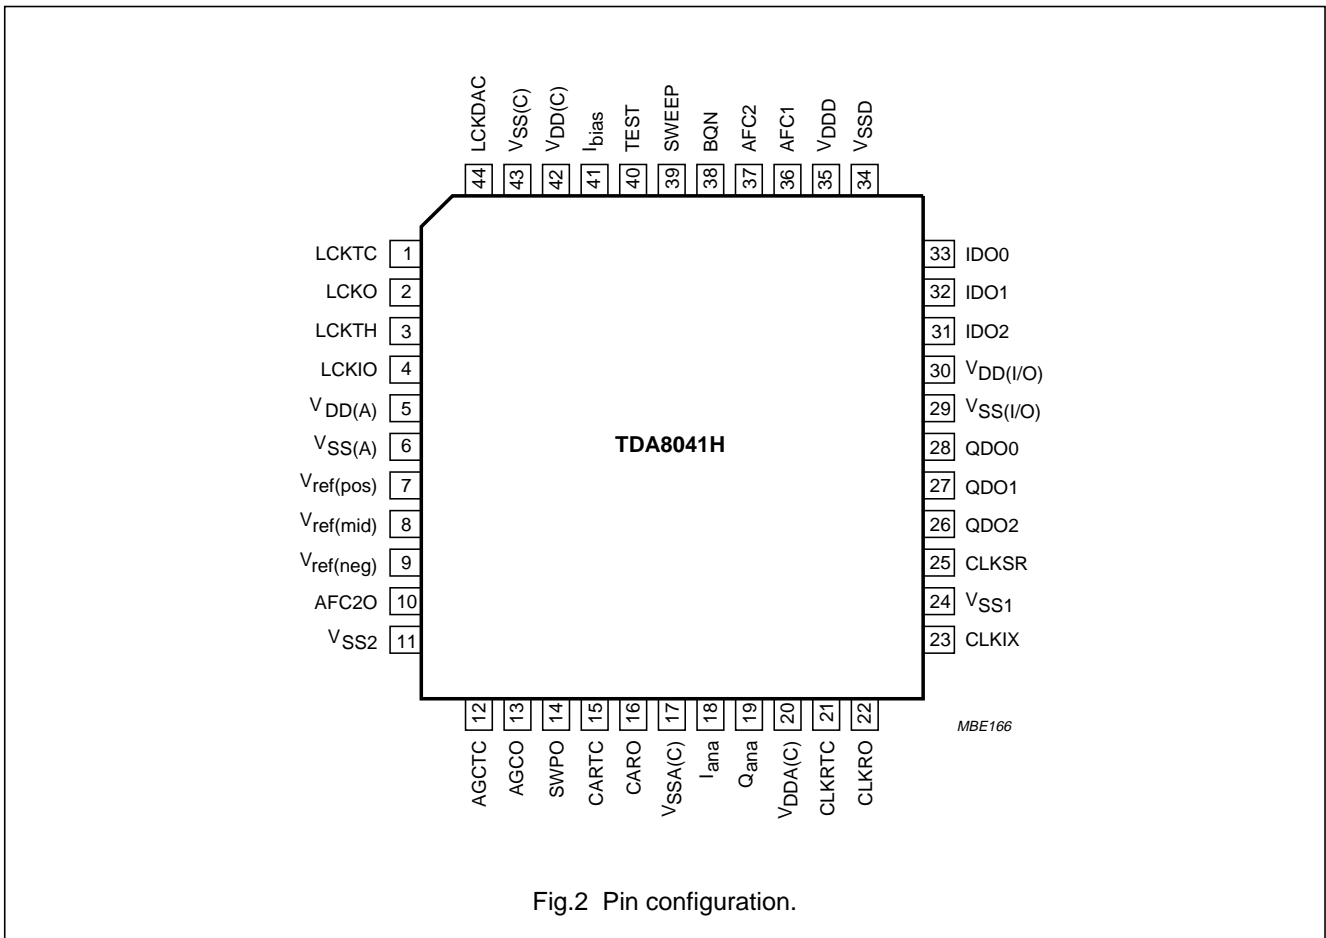 LCKDAC
VSS(C)
VDD(C)
Ibias
TEST
SWEEP
BQN
AFC2
AFC1
VDDD
VSSD
44 43 42 41 40 39 38 37 36 35 34
LCKTC 1
LCKO 2
LCKTH 3
LCKIO 4
VDD(A) 5
VSS(A) 6
Vref(pos) 7
Vref(mid) 8
Vref(neg) 9
AFC2O 10
VSS2 11
TDA8041H
33 IDO0
32 IDO1
31 IDO2
30 VDD(I/O)
29 VSS(I/O)
28 QDO0
27 QDO1
26 QDO2
25 CLKSR
24 VSS1
23 CLKIX
12 13 14 15 16 17 18 19 20 21 22
AGCTC
AGCO
SWPO
CARTC
CARO
VSSA(C)
Iana
Qana
VDDA(C)
CLKRTC
CLKRO
MBE166
Fig.2 Pin configuration.